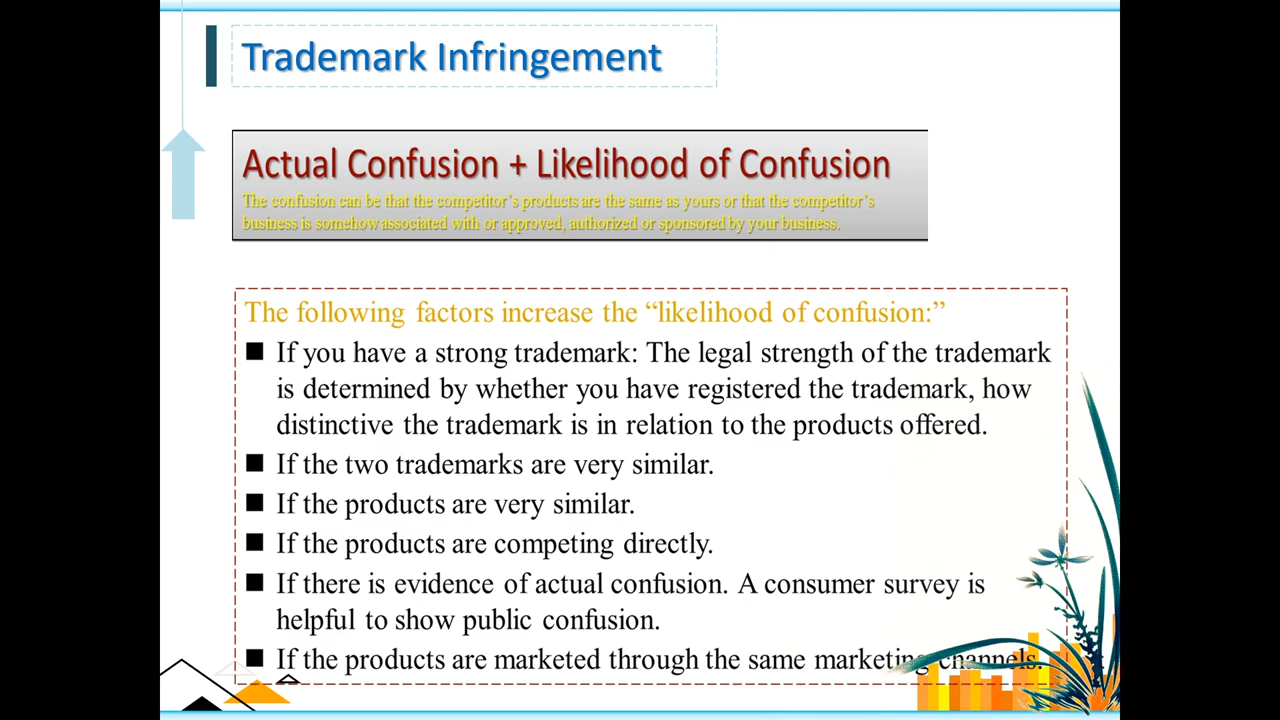 Trademark Infringement
Actual Confusion + Likelihood of Confusion
The confusion can be that the competitor’s products are the same as yours or that the competitor’s
business is somehow associated with or approved, authorized or sponsored by your business.
The following factors increase the “likelihood of confusion:”
■ If you have a strong trademark: The legal strength of the trademark
is determined by whether you have registered the trademark, how
distinctive the trademark is in relation to the products offered.
■ If the two trademarks are very similar.
■ If the products are very similar.
■ If the products are competing directly.
■ If there is evidence of actual confusion. A consumer survey is
helpful to show public confusion.
■ If the products are marketed through the same marketing channels.